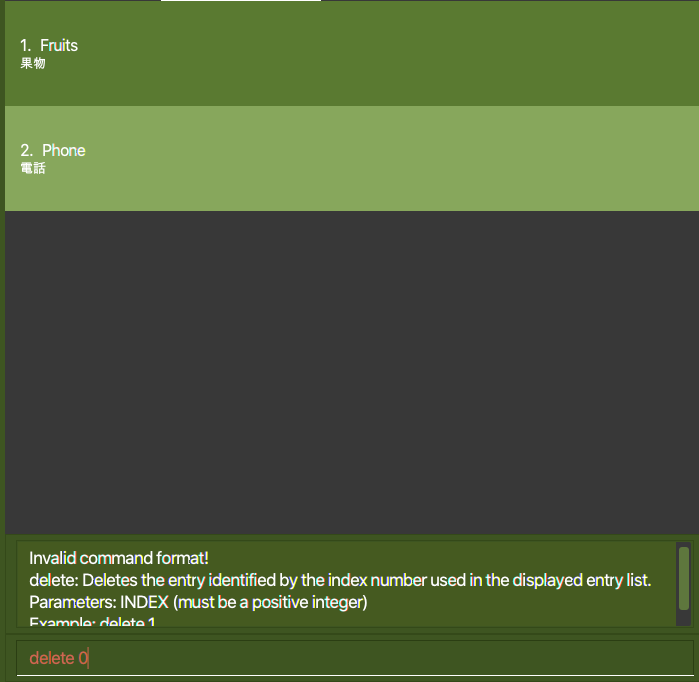 1. Fruits
果物
2. Phone
電話
Invalid command format!
delete: Deletes the entry identified by the index number used in the displayed entry list.
Parameters: INDEX (must be a positive integer)
Example: delete 1
delete 0